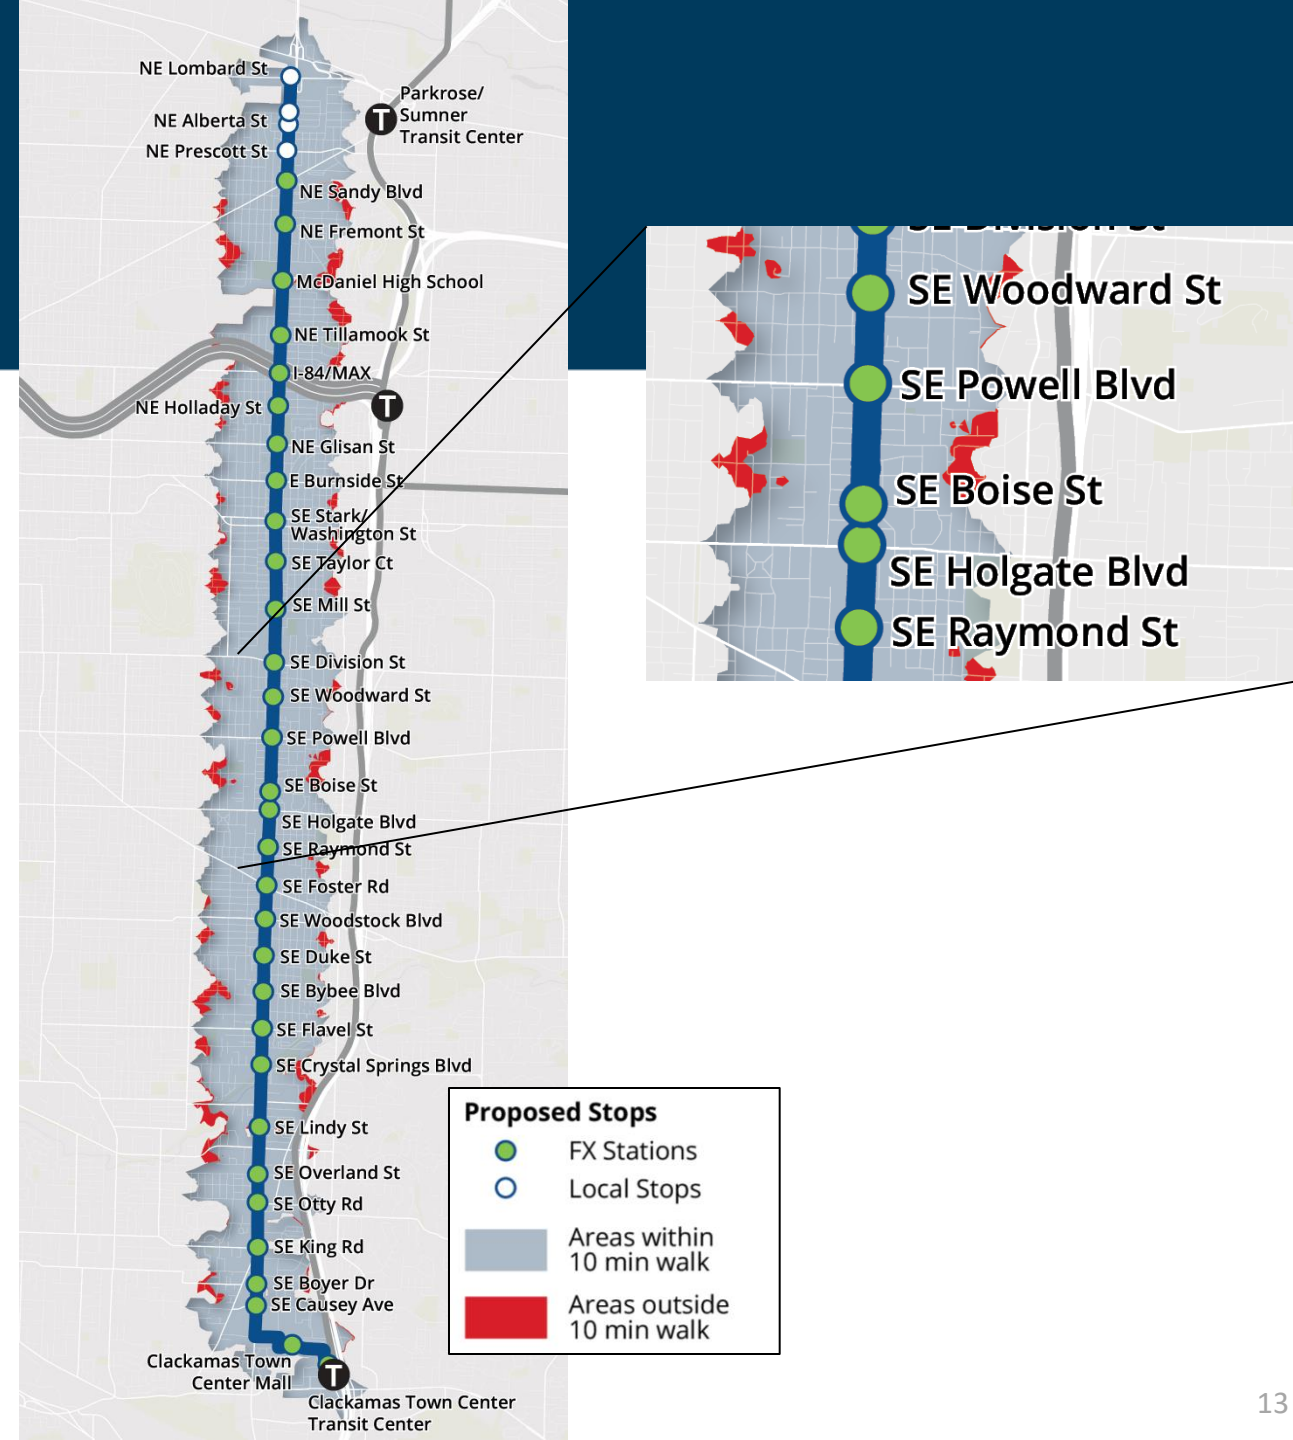 NE Lombard St
Parkrose/
Sumner
Transit Center
T
NE Alberta St
NE Prescott St
NE Sandy Blvd
NE Fremont St
McDaniel High School
NE Tillamook St
I-84/MAX
T
NE Holladay St
NE Glisan St
E Burnside St
SE Stark/
Washington St
SE Taylor Ct
SE Mill St
SE Division St
SE Woodward St
SE Powell Blvd
SE Boise St
SE Holgate Blvd
SE Raymond St
SE Foster Rd
SE Woodstock Blvd
SE Duke St
SE Bybee Blvd
SE Flavel St
SE Crystal Springs Blvd
SE Lindy St
SE Overland St
SE Otty Rd
SE King Rd
SE Boyer Dr
SE Causey Ave
Clackamas Town
Center Mall
T
Clackamas Town Center
Transit Center
SE Division St
SE Woodward St
SE Powell Blvd
SE Boise St
SE Holgate Blvd
SE Raymond St
Proposed Stops
FX Stations
Local Stops
Areas within
10 min walk
Areas outside
10 min walk
13